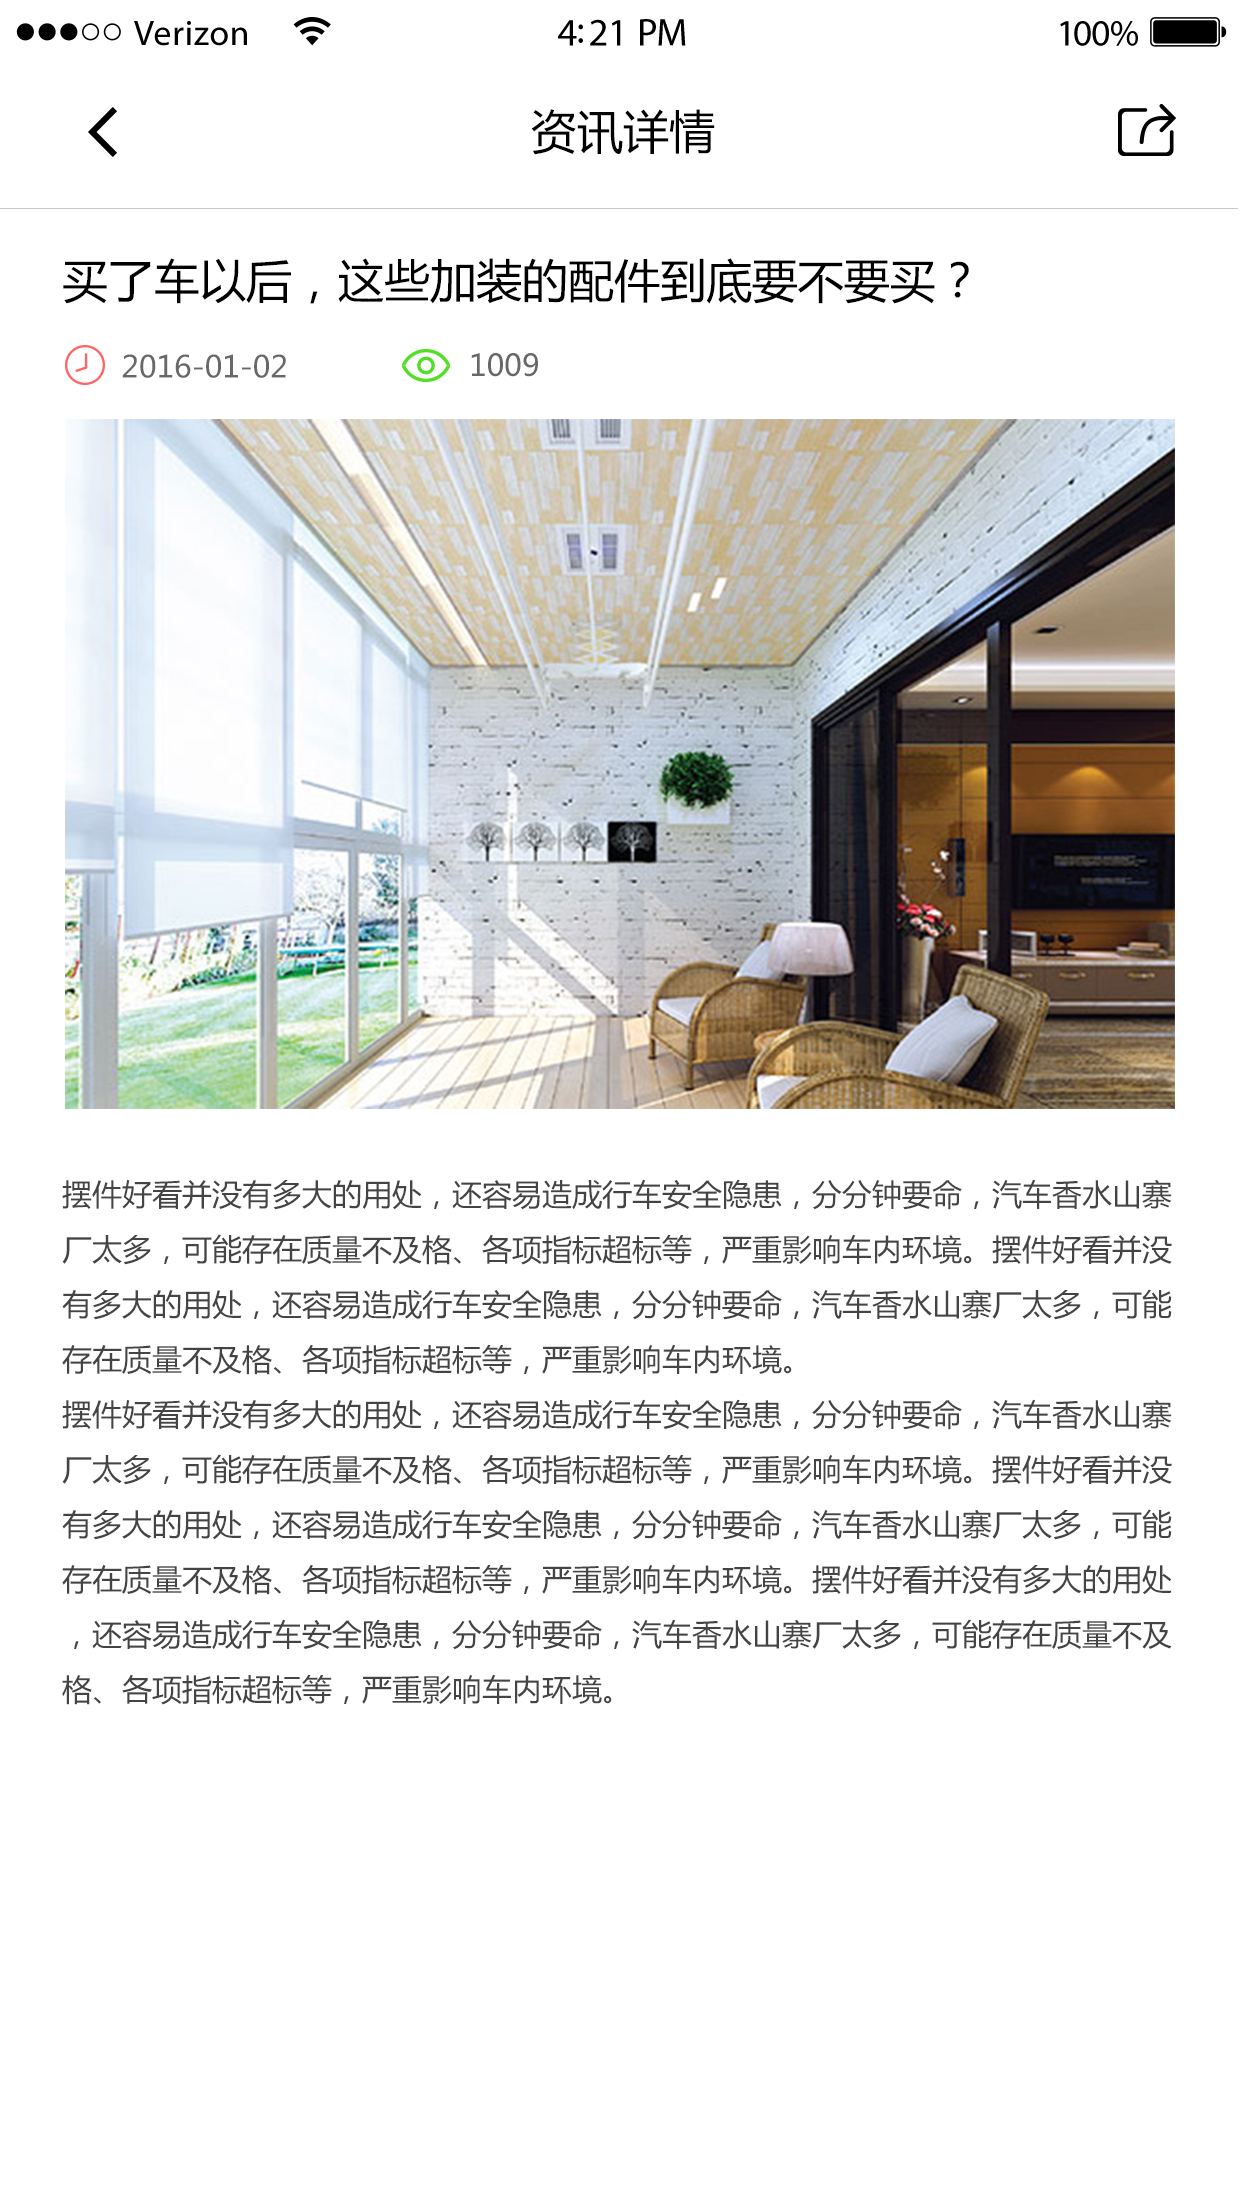 Verizon
4:21 PM
100%
资讯详情
买了车以后，这些加装的配件到底要不要买？
2016-01-02
1009
摆件好看并没有多大的用处，还容易造成行车安全隐患，分分钟要命，汽车香水山寨
厂太多，可能存在质量不及格、各项指标超标等，严重影响车内环境。摆件好看并没
有多大的用处，还容易造成行车安全隐患，分分钟要命，汽车香水山寨厂太多，可能
存在质量不及格、各项指标超标等，严重影响车内环境。
摆件好看并没有多大的用处，还容易造成行车安全隐患，分分钟要命，汽车香水山寨
厂太多，可能存在质量不及格、各项指标超标等，严重影响车内环境。摆件好看并没
有多大的用处，还容易造成行车安全隐患，分分钟要命，汽车香水山寨厂太多，可能
存在质量不及格、各项指标超标等，严重影响车内环境。摆件好看并没有多大的用处
，还容易造成行车安全隐患，分分钟要命，汽车香水山寨厂太多，可能存在质量不及
格、各项指标超标等，严重影响车内环境。